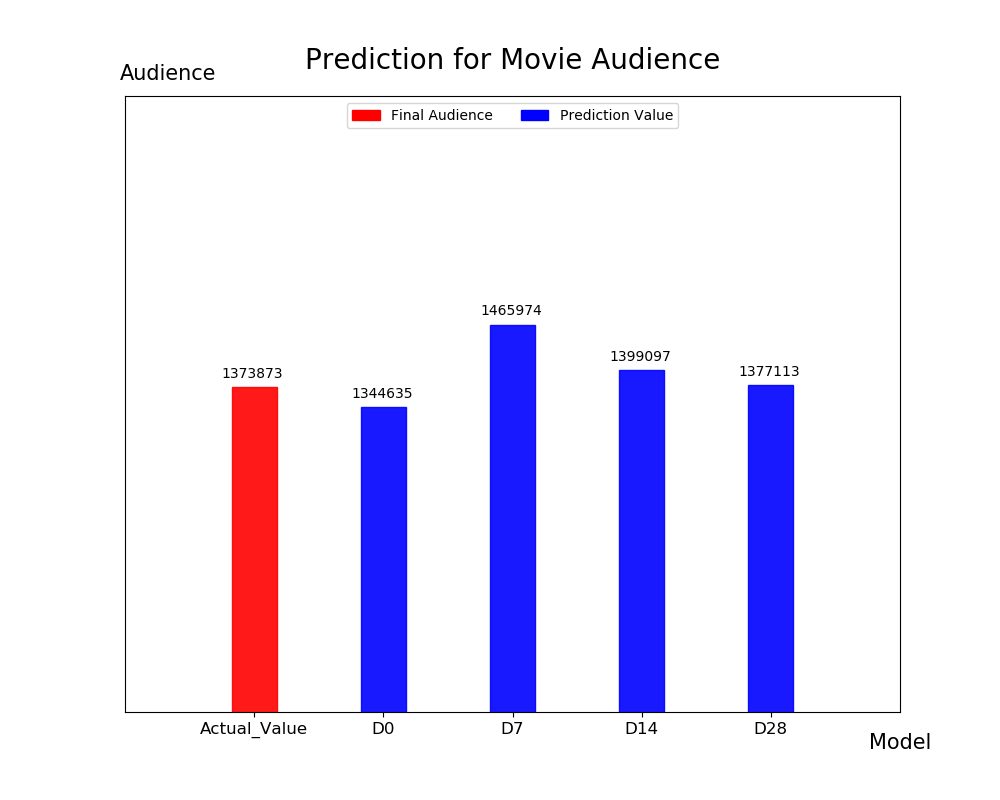 Prediction for Movie Audience
Audience
Final Audience
Prediction Value
1465974
1399097
1377113
1373873
1344635
Actual_Value
D0
D7
D14
D28
Model